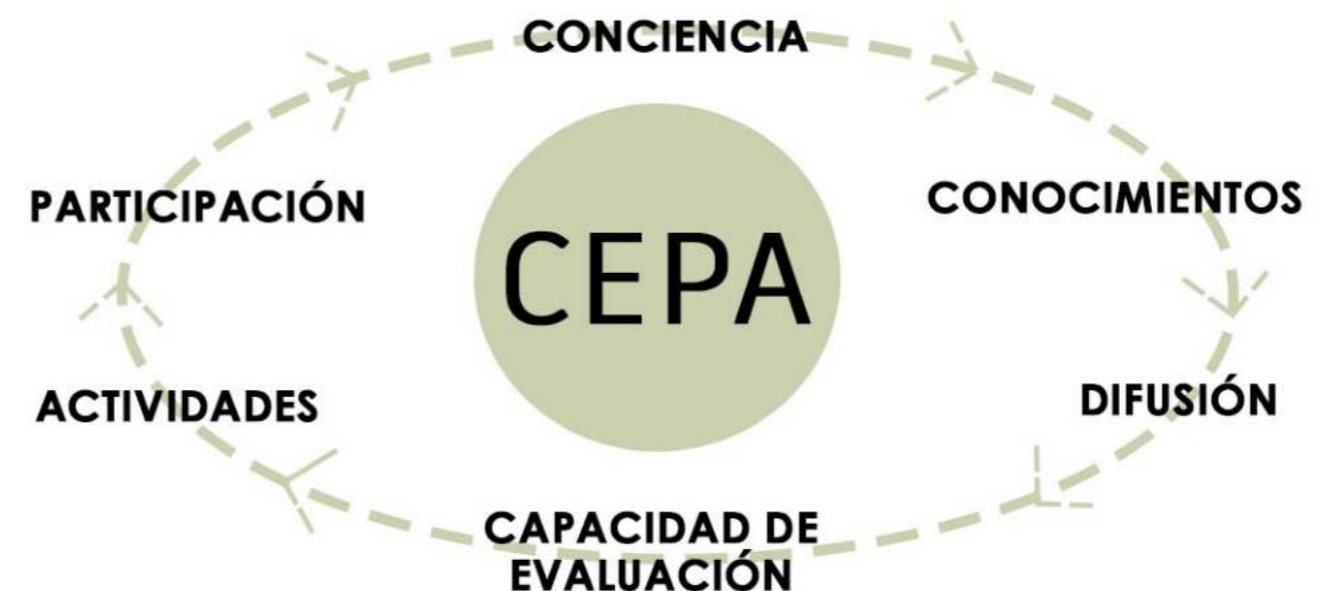 CONCIENCIA
PARTICIPACIÓN
CONOCIMIENTOS
CEPA
ACTIVIDADES
DIFUSIÓN
CAPACIDAD DE
EVALUACIÓN